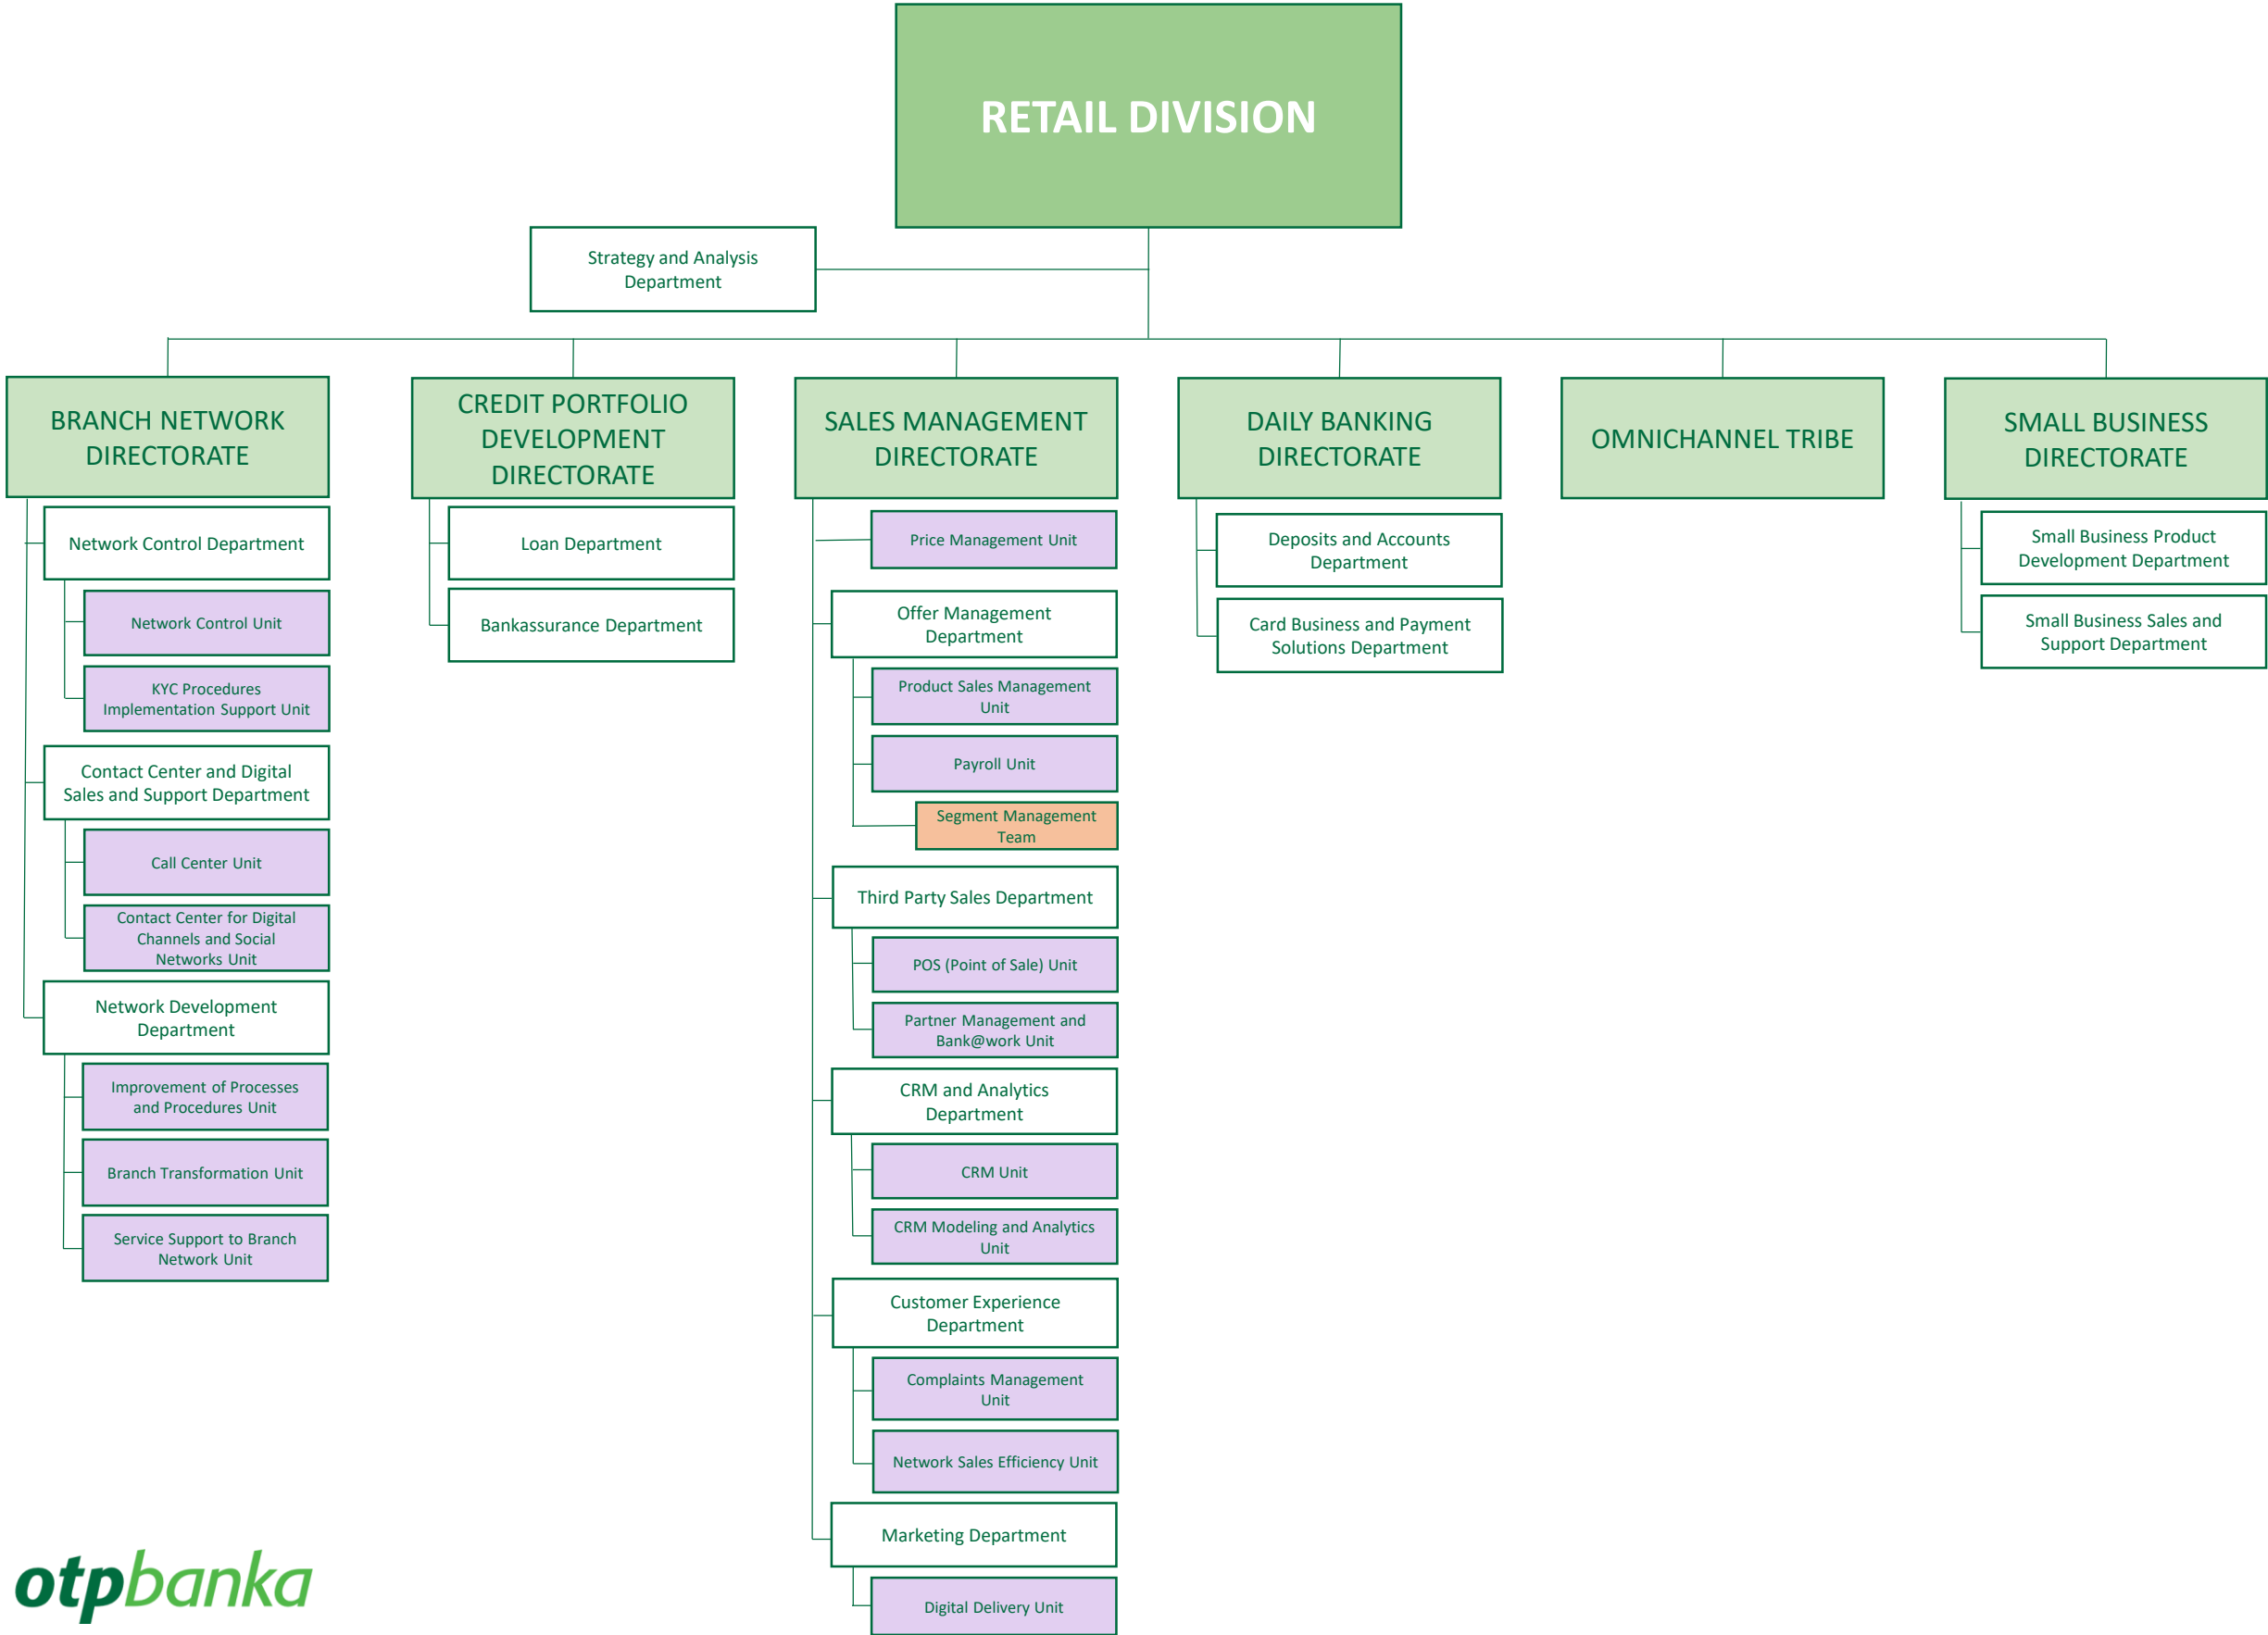 RETAIL DIVISION
Strategy and Analysis
Department
BRANCH NETWORK
DIRECTORATE
Network Control Department
Network Control Unit
KYC Procedures
Implementation Support Unit
Contact Center and Digital
Sales and Support Department
Call Center Unit
Contact Center for Digital
Channels and Social
Networks Unit
Network Development
Department
Improvement of Processes
and Procedures Unit
Branch Transformation Unit
Service Support to Branch
Network Unit
CREDIT PORTFOLIO
DEVELOPMENT
DIRECTORATE
Loan Department
Bankassurance Department
SALES MANAGEMENT
DIRECTORATE
Price Management Unit
Offer Management
Department
Product Sales Management
Unit
Payroll Unit
Segment Management
Team
Third Party Sales Department
POS (Point of Sale) Unit
Partner Management and
Bank@work Unit
CRM and Analytics
Department
CRM Unit
CRM Modeling and Analytics
Unit
Customer Experience
Department
Complaints Management
Unit
Network Sales Efficiency Unit
Marketing Department
Digital Delivery Unit
DAILY BANKING
DIRECTORATE
Deposits and Accounts
Department
Card Business and Payment
Solutions Department
OMNICHANNEL TRIBE
SMALL BUSINESS
DIRECTORATE
Small Business Product
Development Department
Small Business Sales and
Support Department
otpbanka